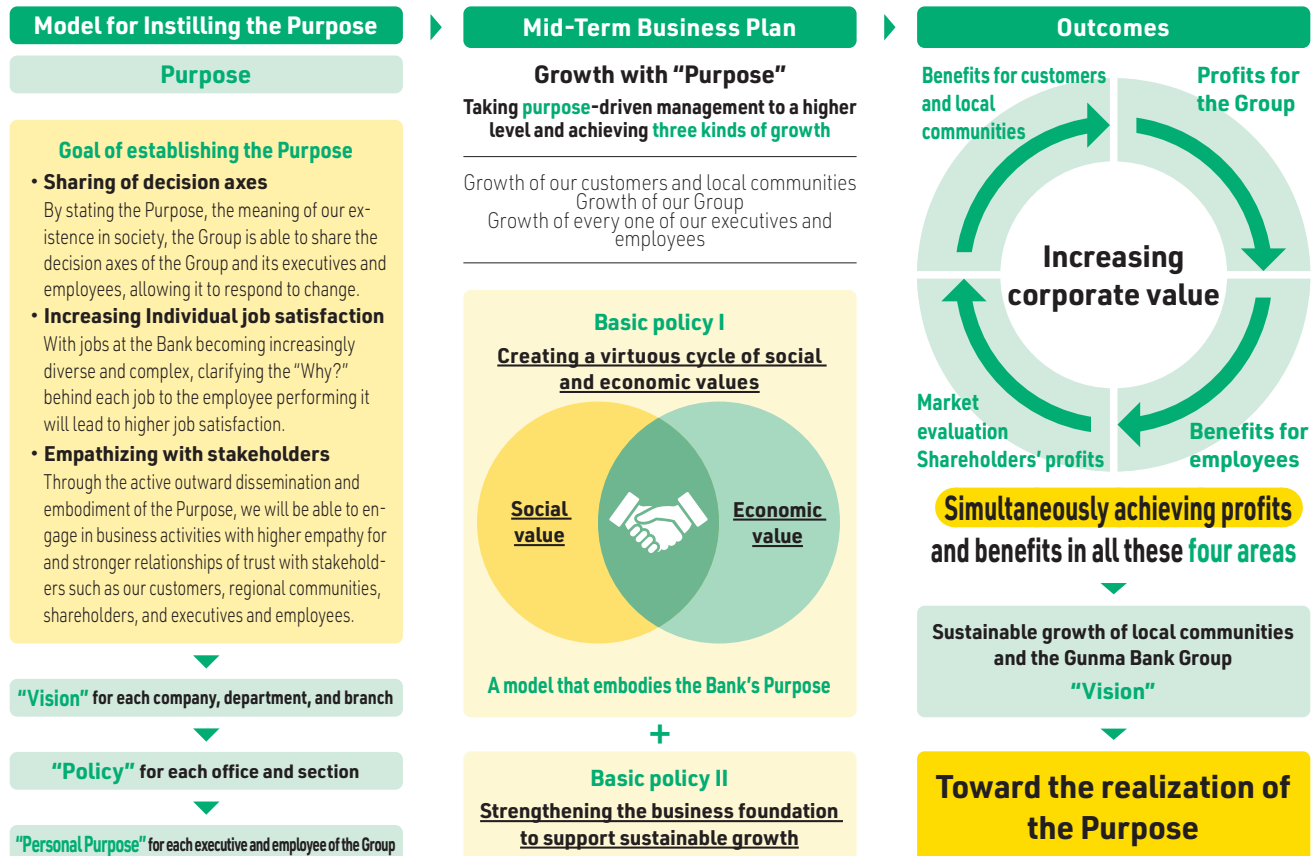 Model for Instilling the Purpose
Purpose
Goal of establishing the Purpose
• Sharing of decision axes
By stating the Purpose, the meaning of our ex-
istence in society, the Group is able to share the
decision axes of the Group and its executives and
employees, allowing it to respond to change.
• Increasing Individual job satisfaction
With jobs at the Bank becoming increasingly
diverse and complex, clarifying the “Why?”
behind each job to the employee performing it
will lead to higher job satisfaction.
• Empathizing with stakeholders
Through the active outward dissemination and
embodiment of the Purpose, we will be able to en-
gage in business activities with higher empathy for
and stronger relationships of trust with stakehold-
ers such as our customers, regional communities,
shareholders, and executives and employees.
“Vision” for each company, department, and branch
“Policy” for each office and section
“Personal Purpose” for each executive and employee of the Group
Mid-Term Business Plan
Growth with “Purpose”
Taking purpose-driven management to a higher
level and achieving three kinds of growth
Growth of our customers and local communities
Growth of our Group
Growth of every one of our executives and
employees
Basic policy I
Creating a virtuous cycle of social
and economic values
Social
value
Economic
value
A model that embodies the Bank’s Purpose
+
Basic policy II
Strengthening the business foundation
to support sustainable growth
Outcomes
Benefits for customers
and local
communities
Profits for
the Group
Increasing
corporate value
Market
evaluation
Shareholders’ profits
Benefits for
employees
Simultaneously achieving profits
and benefits in all these four areas
Sustainable growth of local communities
and the Gunma Bank Group
“Vision”
Toward the realization of
the Purpose